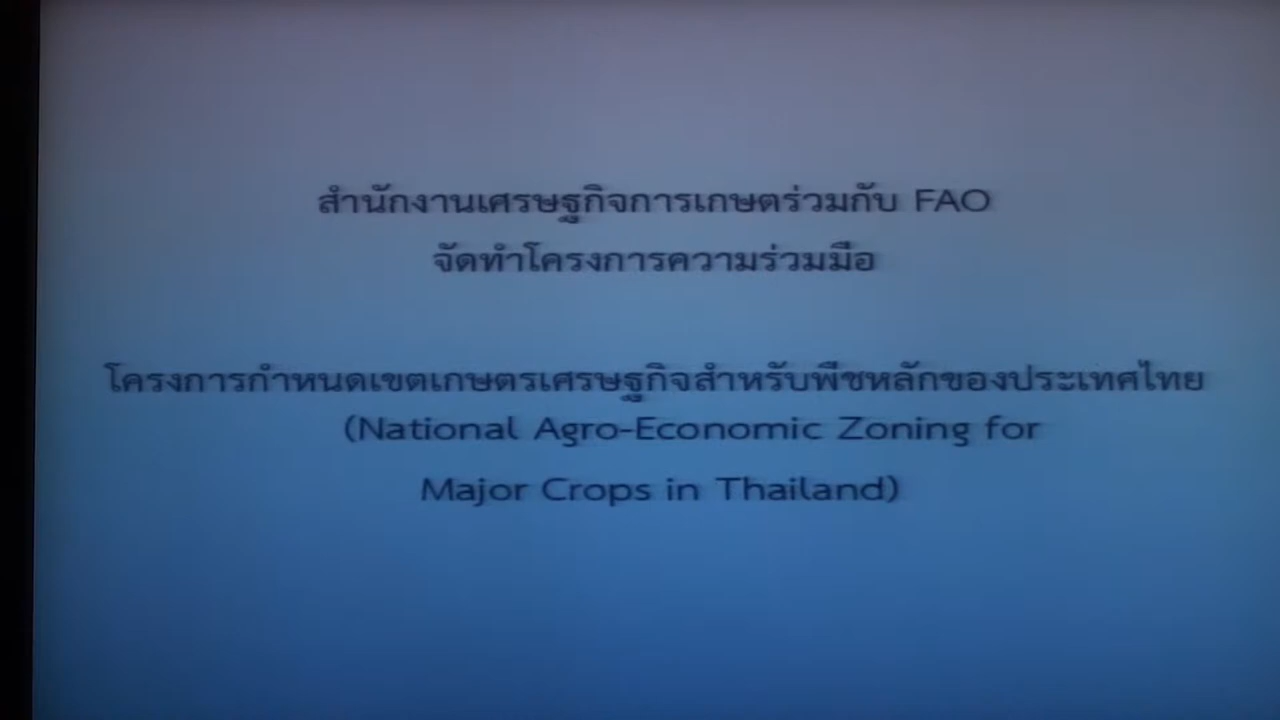 สำนักงานเศรษฐกิจการเกษตร่วมกับ FAO
จัดทำโครงการความร่วมมือ
โครงการกำหนดเขตเกษตรเศรษฐกิจสำหรับพืชหลักของประเทศไทย
(National Agro-Economic Zoning for
Major Crops in Thailand)